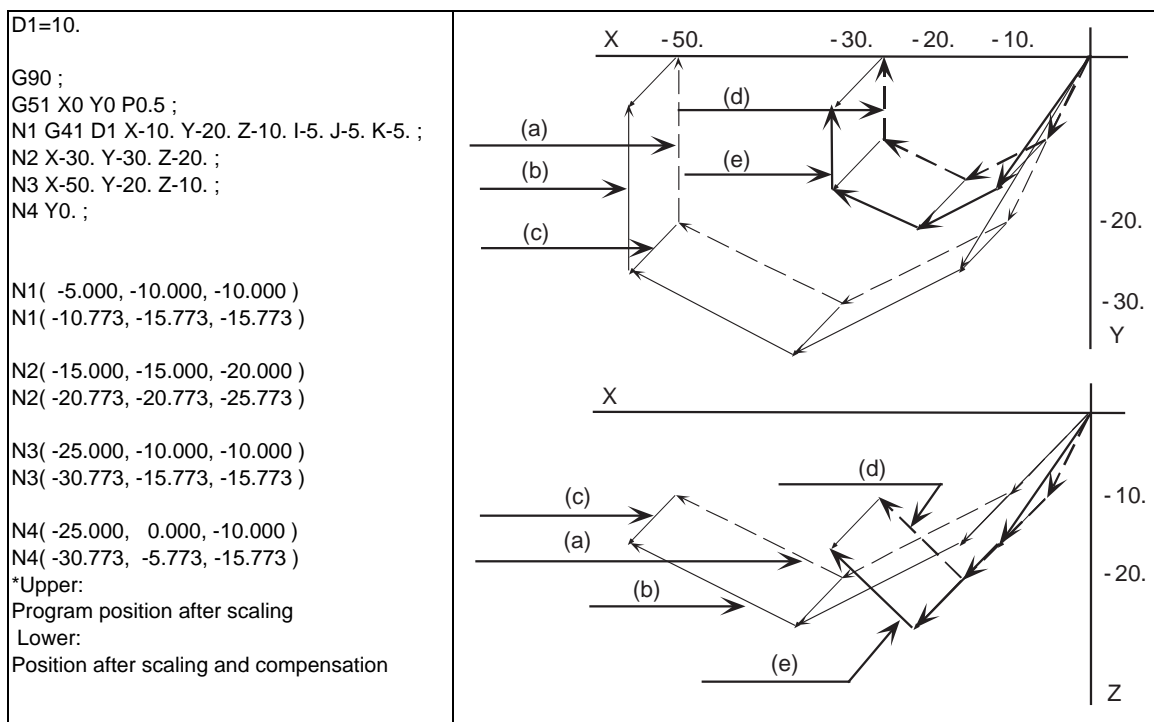 D1=10.
G90 ;
G51 X0 Y0 P0.5 ;
N1 G41 D1 X-10. Y-20. Z-10. I-5. J-5. K-5. ;
N2 X-30. Y-30. Z-20. ;
N3 X-50. Y-20. Z-10. ;
N4 Y0. ;
N1( -5.000, -10.000, -10.000 )
N1( -10.773, -15.773, -15.773 )
N2( -15.000, -15.000, -20.000 )
N2( -20.773, -20.773, -25.773 )
N3( -25.000, -10.000, -10.000 )
N3( -30.773, -15.773, -15.773 )
N4( -25.000, 0.000, -10.000 )
N4( -30.773, -5.773, -15.773 )
*Upper:
Program position after scaling
Lower:
Position after scaling and compensation
X -50. -30. -20. -10.
(d)
(a)
(e)
(b)
(c)
-20.
-30.
Y
X
(d)
(c)
-10.
(a)
-20.
(b)
(e)
Z